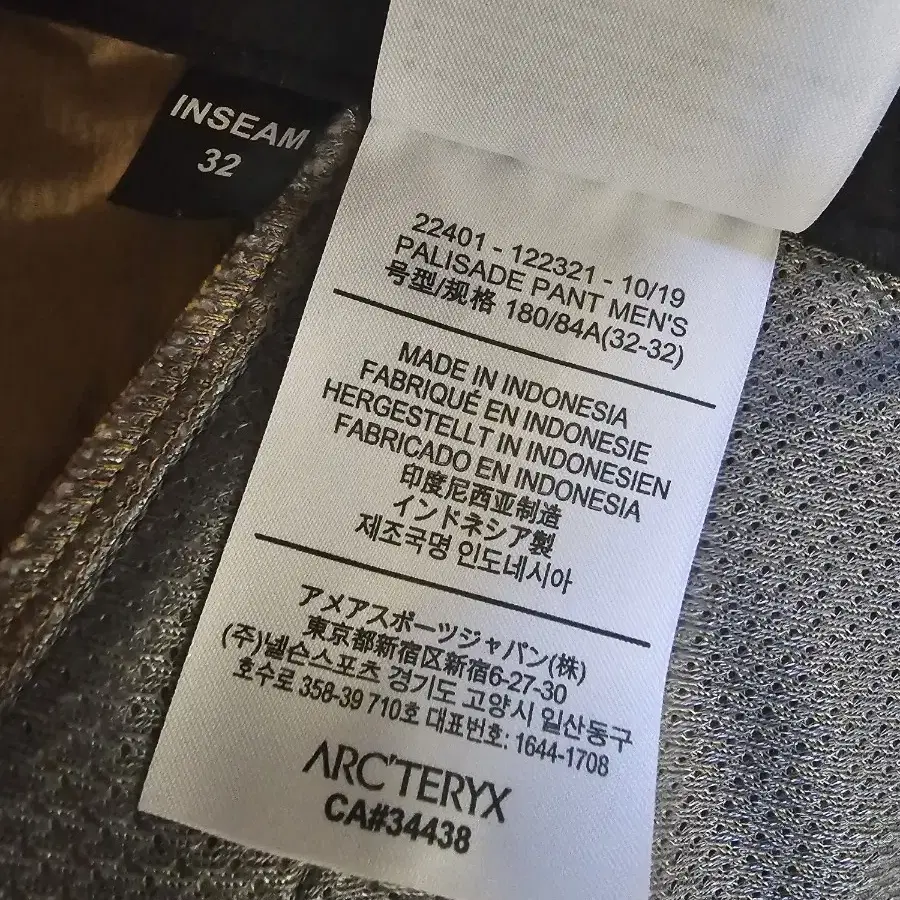 INSEAM
32
22401 - 122321 - 10/19
PALISADE PANT MEN'S
号型/规格 180/84A(32-32)
MADE IN INDONESIA
FABRIQUÉ EN INDONESIE
HERGESTELLT IN INDONESIEN
FABRICADO EN INDONESIA
印度尼西亚制造
インドネシア製
제조국명 인도네시아
アメアスポーツジャパン(株)
東京都新宿区新宿6-27-30
(주)넬슨스포츠 경기도 고양시 일산동구
호수로 358-39 710호 대표번호: 1644-1708
ARC'TERYX
CA#34438